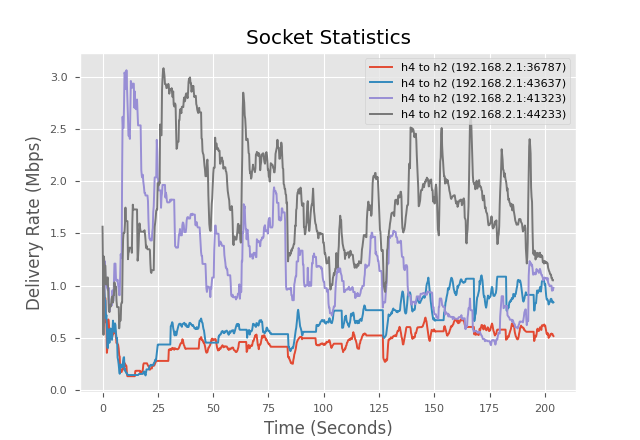 Socket Statistics
h4 to h2 (192.168.2.1:36787)
h4 to h2 (192.168.2.1:43637)
h4 to h2 (192.168.2.1:41323)
h4 to h2 (192.168.2.1:44233)
Delivery Rate (Mbps)
3.0
2.5
2.0
1.5
1.0
0.5
0.0
0 25 50 75 100 125 150 175 200
Time (Seconds)